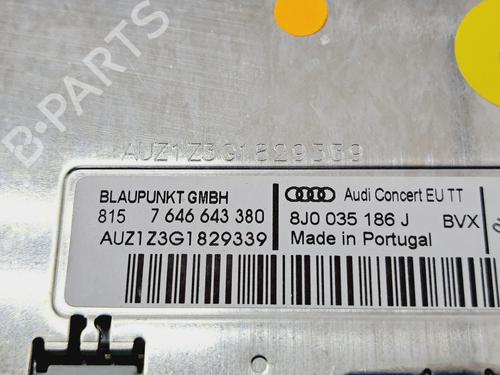 B-PARTS
AUZ1Z3G1829339
BLAUPUNKT GMBH
815 7 646 643 380
AUZ1Z3G1829339
Audi Concert EU TT
8J0 035 186 J BVX
Made in Portugal